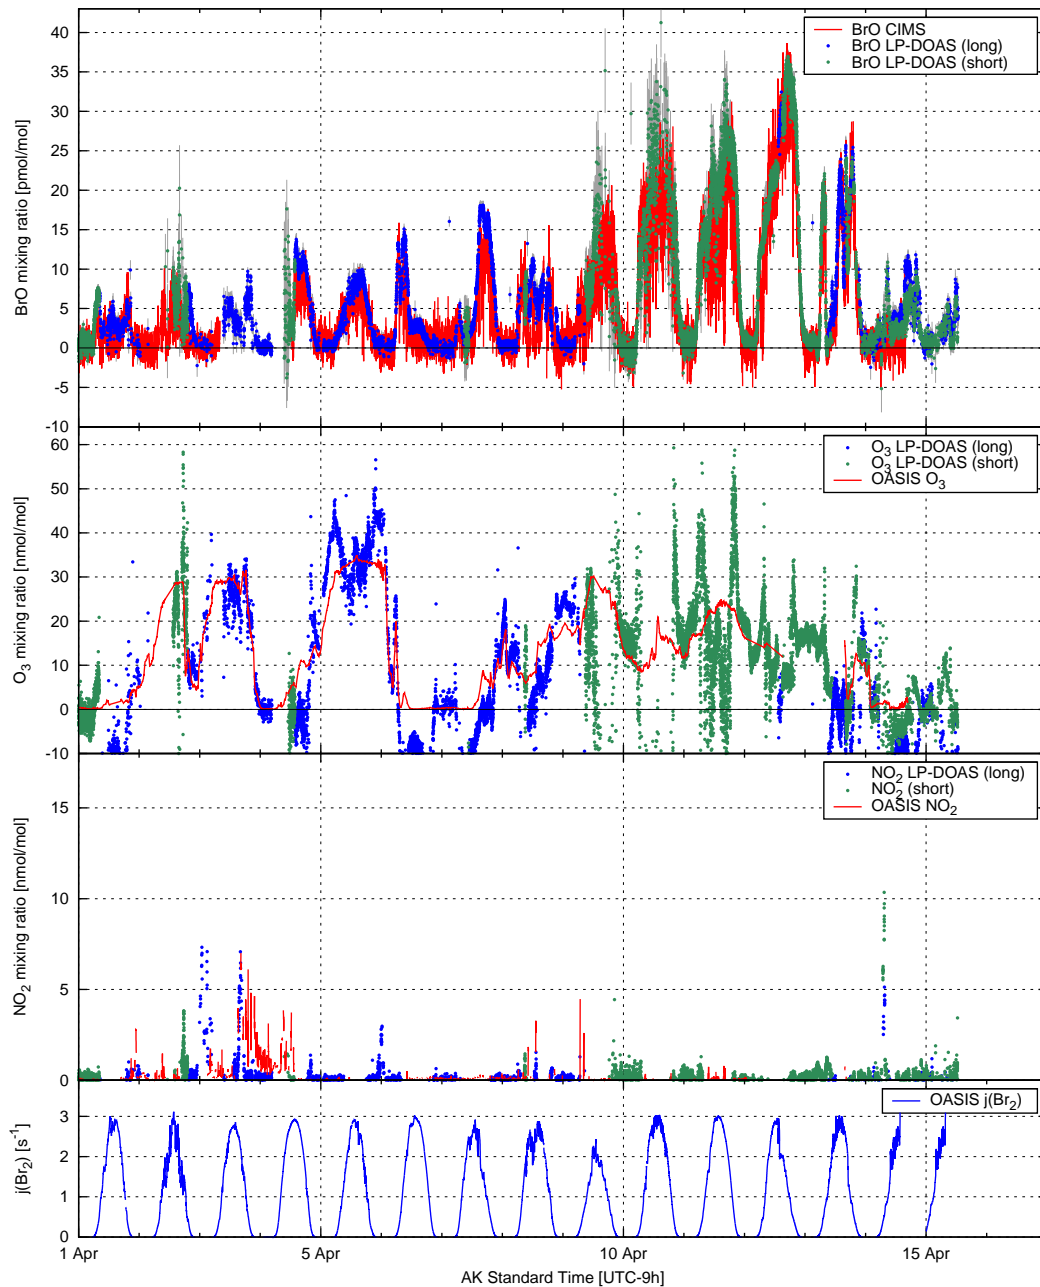 BrO mixing ratio [pmol/mol]
40
35
30
25
20
15
10
5
0
-5
-10
BrO CIMS
BrO LP-DOAS (long)
BrO LP-DOAS (short)
O3 mixing ratio [nmol/mol]
60
50
40
30
20
10
0
-10
O3 LP-DOAS (long)
O3 LP-DOAS (short)
OASIS O3
NO2 mixing ratio [nmol/mol]
15
10
5
0
NO2 LP-DOAS (long)
NO2 (short)
OASIS NO2
j(Br2) [s-1]
3
2
1
0
OASIS j(Br2)
1 Apr 5 Apr 10 Apr 15 Apr
AK Standard Time [UTC-9h]